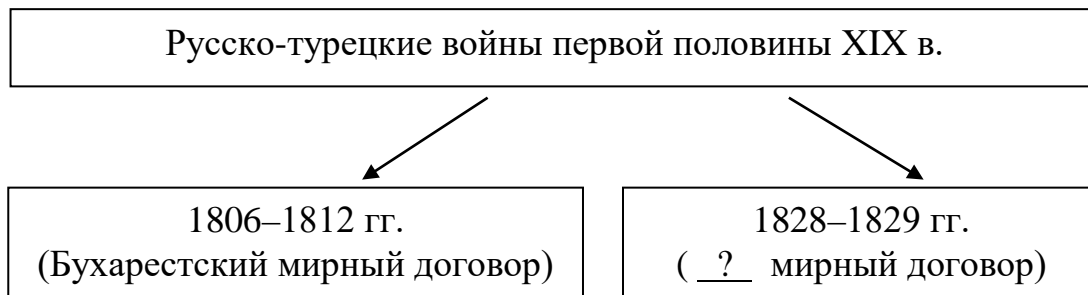 Русско-турецкие войны первой половины XIX в.
1806–1812 гг.
(Бухарестский мирный договор)
1828–1829 гг.
( ? мирный договор)